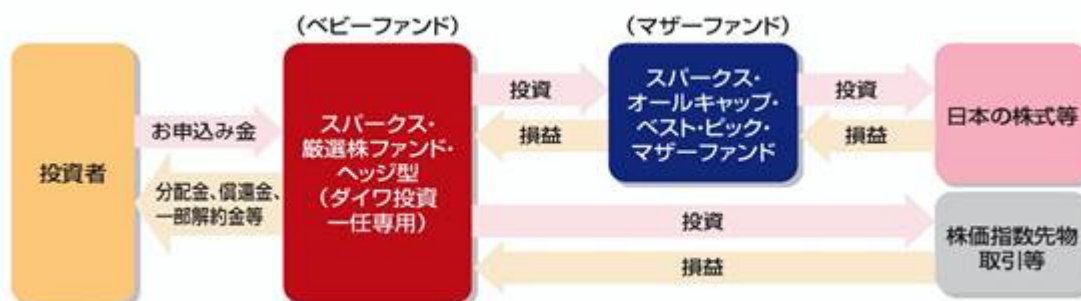 （ベビーファンド）
（マザーファンド）
投資者
お申込み金
分配金、償還金、
一部解約金等
スパークス・
厳選株ファンド・
ヘッジ型
（ダイワ投資
一任専用）
投資
損益
スパークス・
オールキャップ・
ベスト・ピック・
マザーファンド
投資
損益
日本の株式等
投資
損益
株価指数先物
取引等